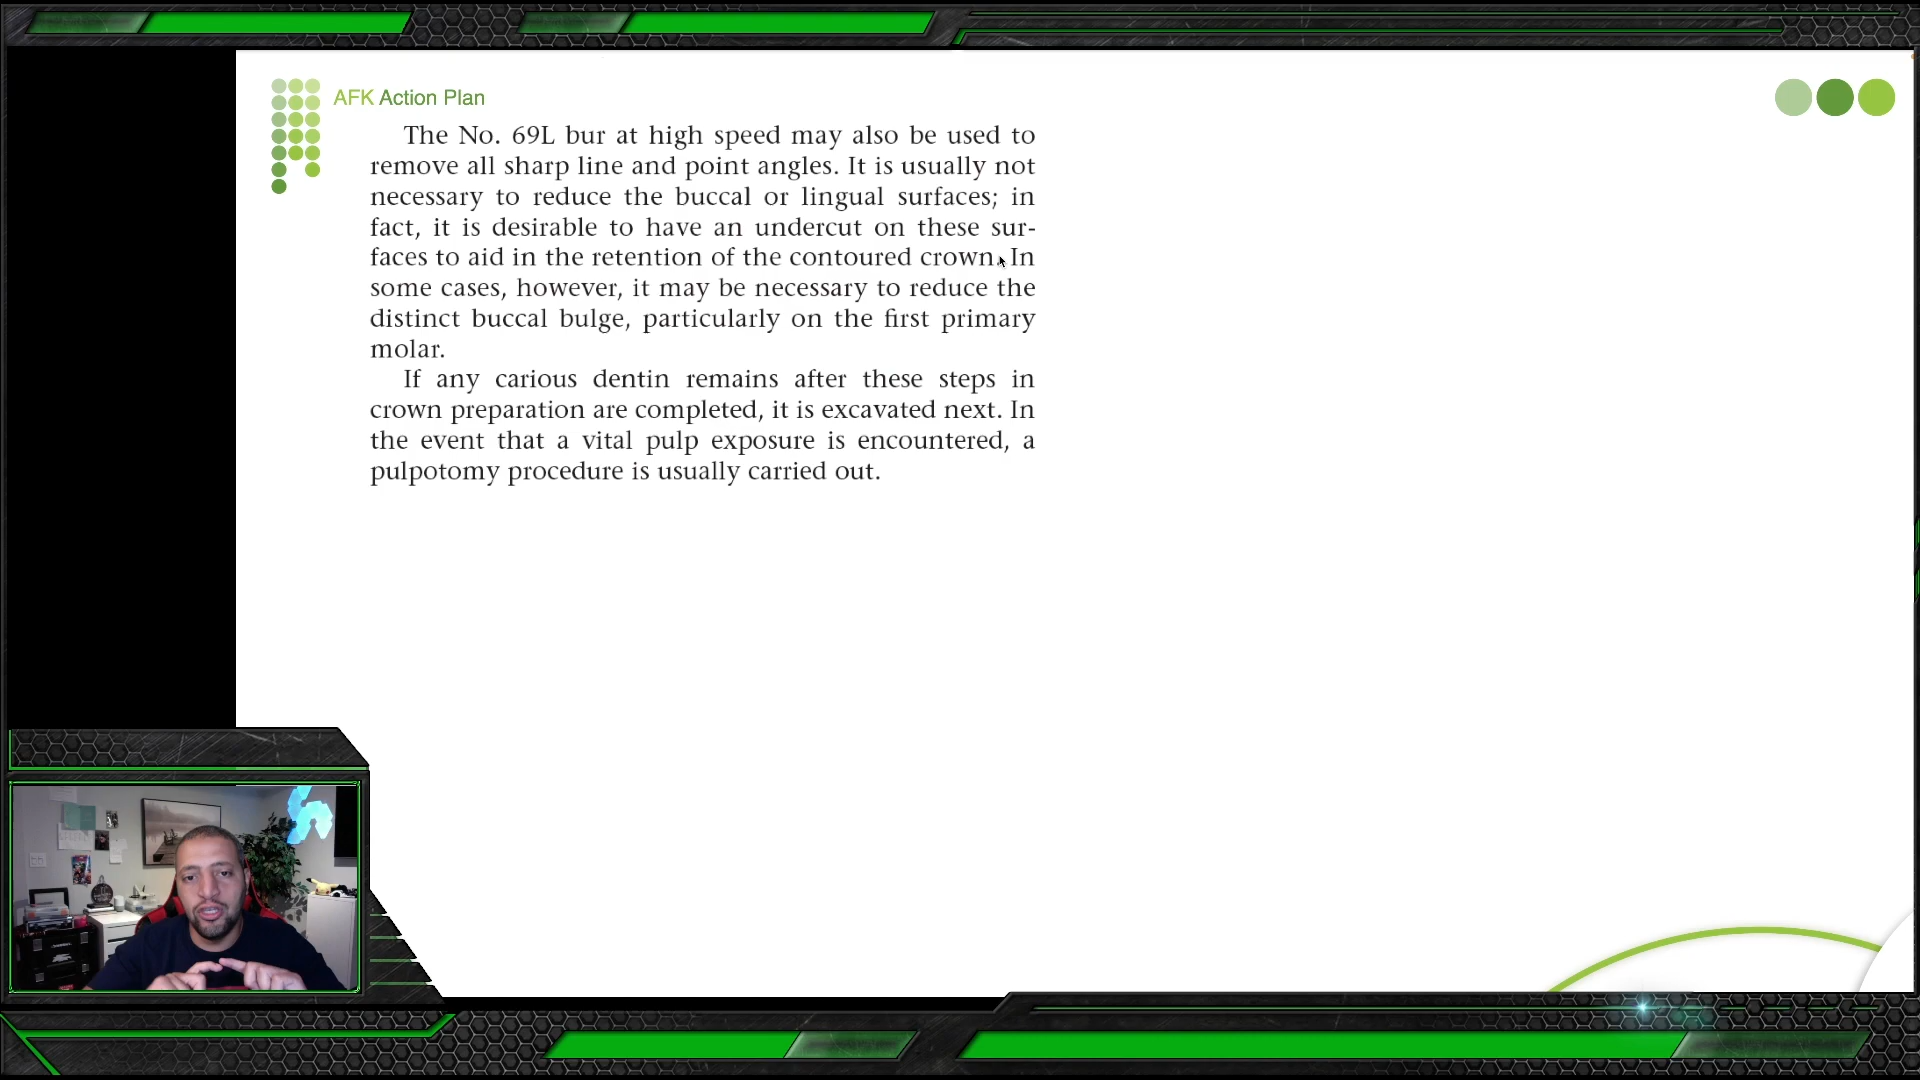 AFK Action Plan
The No. 69L bur at high speed may also be used to
remove all sharp line and point angles. It is usually not
necessary to reduce the buccal or lingual surfaces; in
fact, it is desirable to have an undercut on these sur-
faces to aid in the retention of the contoured crown. In
some cases, however, it may be necessary to reduce the
distinct buccal bulge, particularly on the first primary
molar.
If any carious dentin remains after these steps in
crown preparation are completed, it is excavated next. In
the event that a vital pulp exposure is encountered, a
pulpotomy procedure is usually carried out.